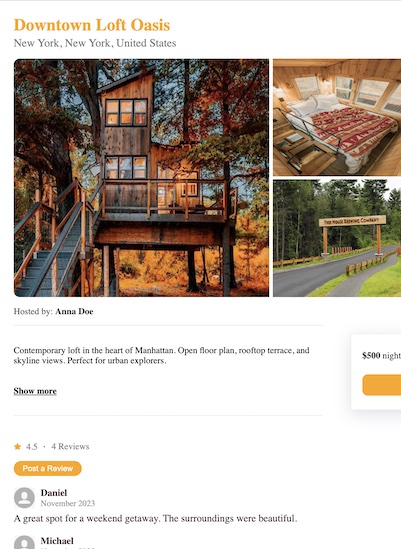 Downtown Loft Oasis
New York, New York, United States
TREE HOUSE BREWING COMPANY
Hosted by: Anna Doe
Contemporary loft in the heart of Manhattan. Open floor plan, rooftop terrace, and
skyline views. Perfect for urban explorers.
$500 night
Show more
4.5 · 4 Reviews
Post a Review
Daniel
November 2023
A great spot for a weekend getaway. The surroundings were beautiful.
Michael